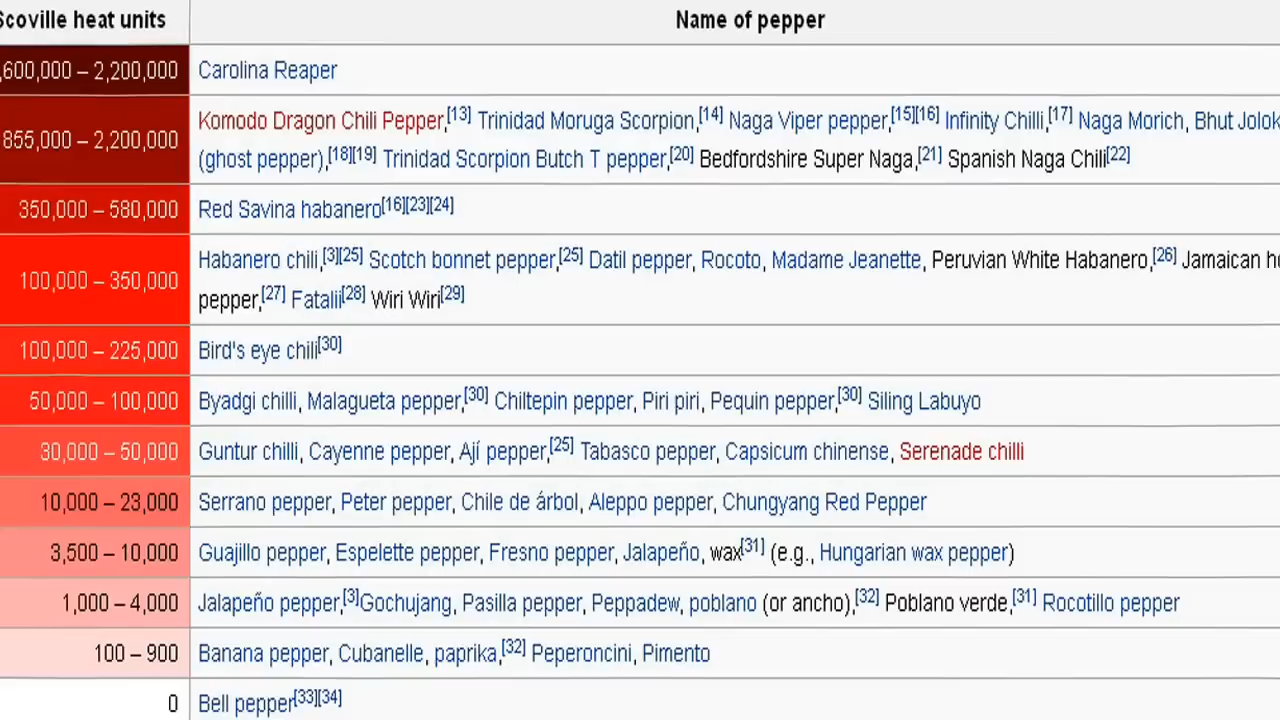 Scoville heat units Name of pepper
,600,000 – 2,200,000 Carolina Reaper
855,000 – 2,200,000 Komodo Dragon Chili Pepper,[13] Trinidad Moruga Scorpion,[14] Naga Viper pepper,[15][16] Infinity Chilli,[17] Naga Morich, Bhut Jolok
(ghost pepper),[18][19] Trinidad Scorpion Butch T pepper,[20] Bedfordshire Super Naga,[21] Spanish Naga Chili[22]
350,000 – 580,000 Red Savina habanero[16][23][24]
100,000 – 350,000 Habanero chili,[3][25] Scotch bonnet pepper,[25] Datil pepper, Rocoto, Madame Jeanette, Peruvian White Habanero,[26] Jamaican h
pepper,[27] Fatalii[28] Wiri Wiri[29]
100,000 – 225,000 Bird's eye chili[30]
50,000 – 100,000 Byadgi chilli, Malagueta pepper,[30] Chiltepin pepper, Piri piri, Pequin pepper,[30] Siling Labuyo
30,000 – 50,000 Guntur chilli, Cayenne pepper, Ají pepper,[25] Tabasco pepper, Capsicum chinense, Serenade chilli
10,000 – 23,000 Serrano pepper, Peter pepper, Chile de árbol, Aleppo pepper, Chungyang Red Pepper
3,500 – 10,000 Guajillo pepper, Espelette pepper, Fresno pepper, Jalapeño, wax[31] (e.g., Hungarian wax pepper)
1,000 – 4,000 Jalapeño pepper,[3]Gochujang, Pasilla pepper, Peppadew, poblano (or ancho),[32] Poblano verde,[31] Rocotillo pepper
100 – 900 Banana pepper, Cubanelle, paprika,[32] Peperoncini, Pimento
0 Bell pepper[33][34]